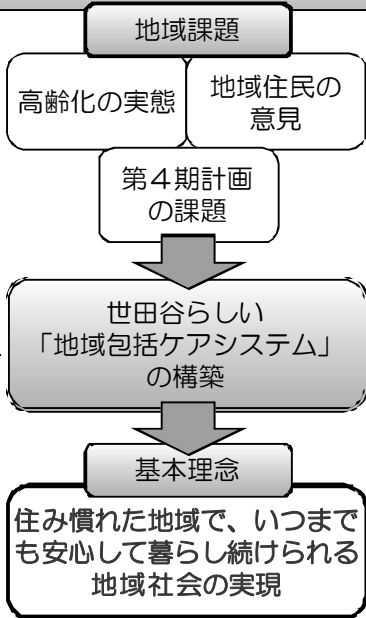 地域課題
高齢化の実態
地域住民の
意見
第４期計画
の課題
世田谷らしい
「地域包括ケアシステム」
の構築
基本理念
住み慣れた地域で、いつまで
も安心して暮らし続けられる
地域社会の実現